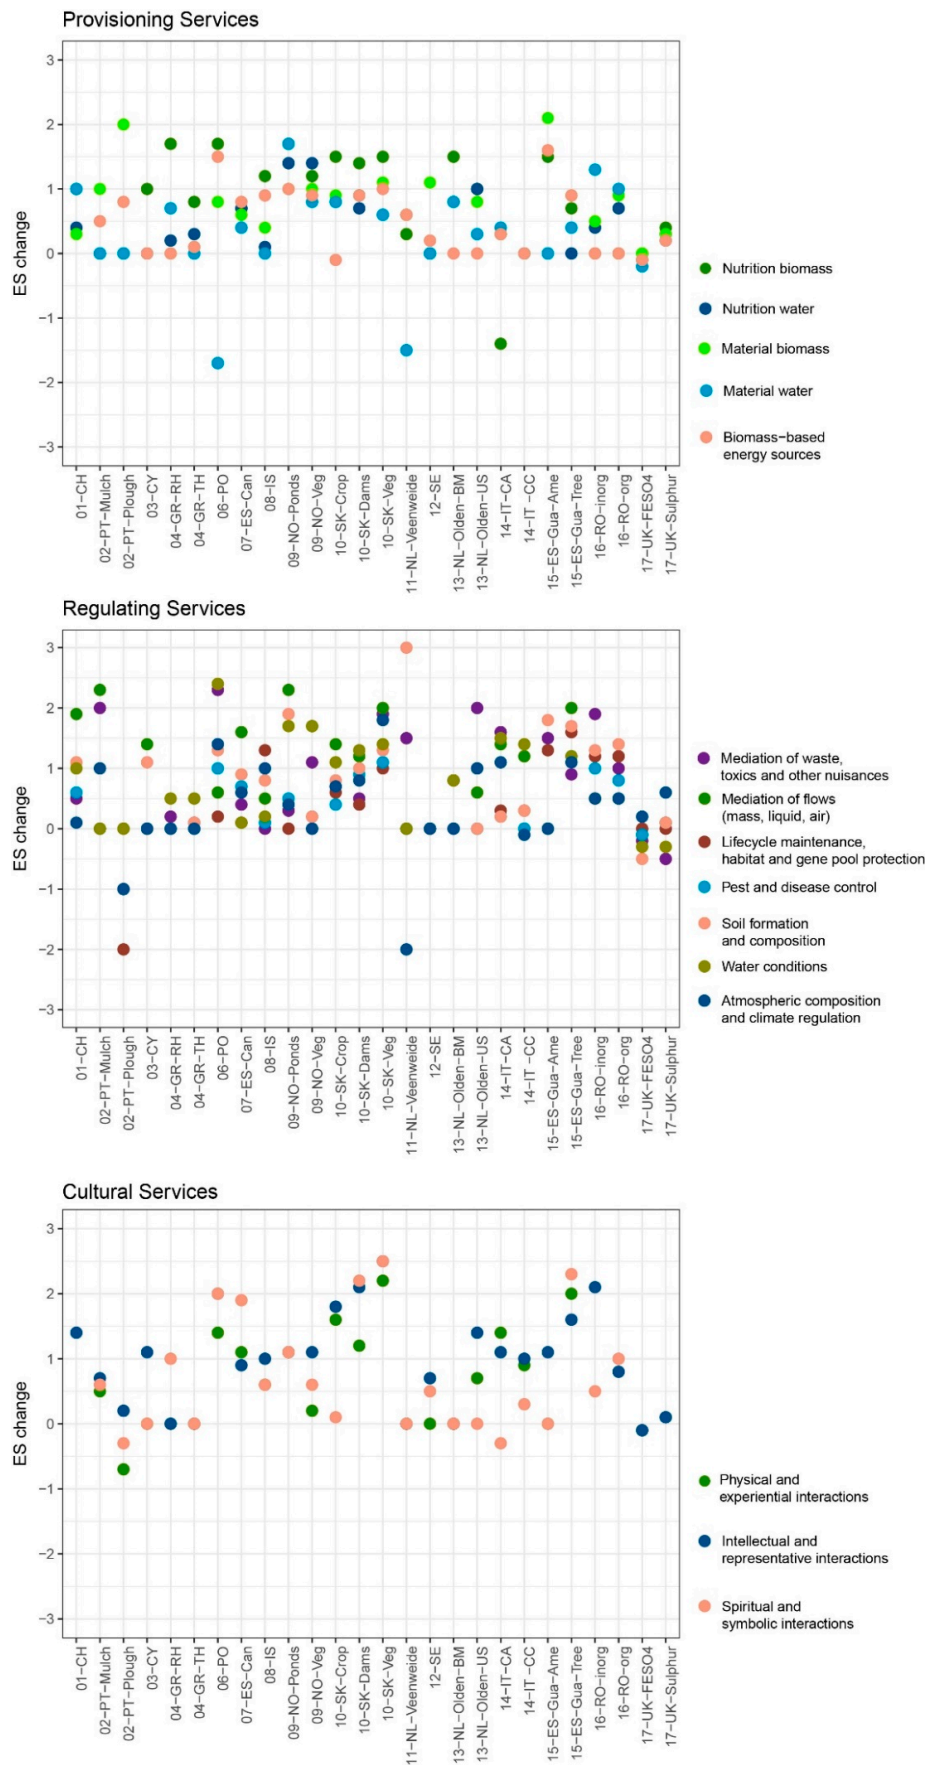 Provisioning Services
3
2
1
0
−1
−2
−3
ES change
01−CH
02−PT−Mulch
02−PT−Plough
03−CY
04−GR−RH
04−GR−TH
06−PO
07−ES−Can
08−IS
09−NO−Ponds
09−NO−Veg
10−SK−Crop
10−SK−Dams
10−SK−Veg
11−NL−Veenweide
12−SE
13−NL−Olden−BM
13−NL−Olden−US
14−IT−CA
14−IT−CC
15−ES−Gua−Ame
15−ES−Gua−Tree
16−RO−inorg
16−RO−org
17−UK−FESO4
17−UK−Sulphur
Nutrition biomass
Nutrition water
Material biomass
Material water
Biomass−based
energy sources
Regulating Services
3
2
1
0
−1
−2
−3
ES change
01−CH
02−PT−Mulch
02−PT−Plough
03−CY
04−GR−RH
04−GR−TH
06−PO
07−ES−Can
08−IS
09−NO−Ponds
09−NO−Veg
10−SK−Crop
10−SK−Dams
10−SK−Veg
11−NL−Veenweide
12−SE
13−NL−Olden−BM
13−NL−Olden−US
14−IT−CA
14−IT −CC
15−ES−Gua−Ame
15−ES−Gua−Tree
16−RO−inorg
16−RO−org
17−UK−FESO4
17−UK−Sulphur
Mediation of waste,
toxics and other nuisances
Mediation of flows
(mass, liquid, air)
Lifecycle maintenance,
habitat and gene pool protection
Pest and disease control
Soil formation
and composition
Water conditions
Atmospheric composition
and climate regulation
Cultural Services
3
2
1
0
−1
−2
−3
ES change
01−CH
02−PT−Mulch
02−PT−Plough
03−CY
04−GR−RH
04−GR−TH
06−PO
07−ES−Can
08−IS
09−NO−Ponds
09−NO−Veg
10−SK−Crop
10−SK−Dams
10−SK−Veg
11−NL−Veenweide
12−SE
13−NL−Olden−BM
13−NL−Olden−US
14−IT−CA
14−IT −CC
15−ES−Gua−Ame
15−ES−Gua−Tree
16−RO−inorg
16−RO−org
17−UK−FESO4
17−UK−Sulphur
Physical and
experiential interactions
Intellectual and
representative interactions
Spiritual and
symbolic interactions